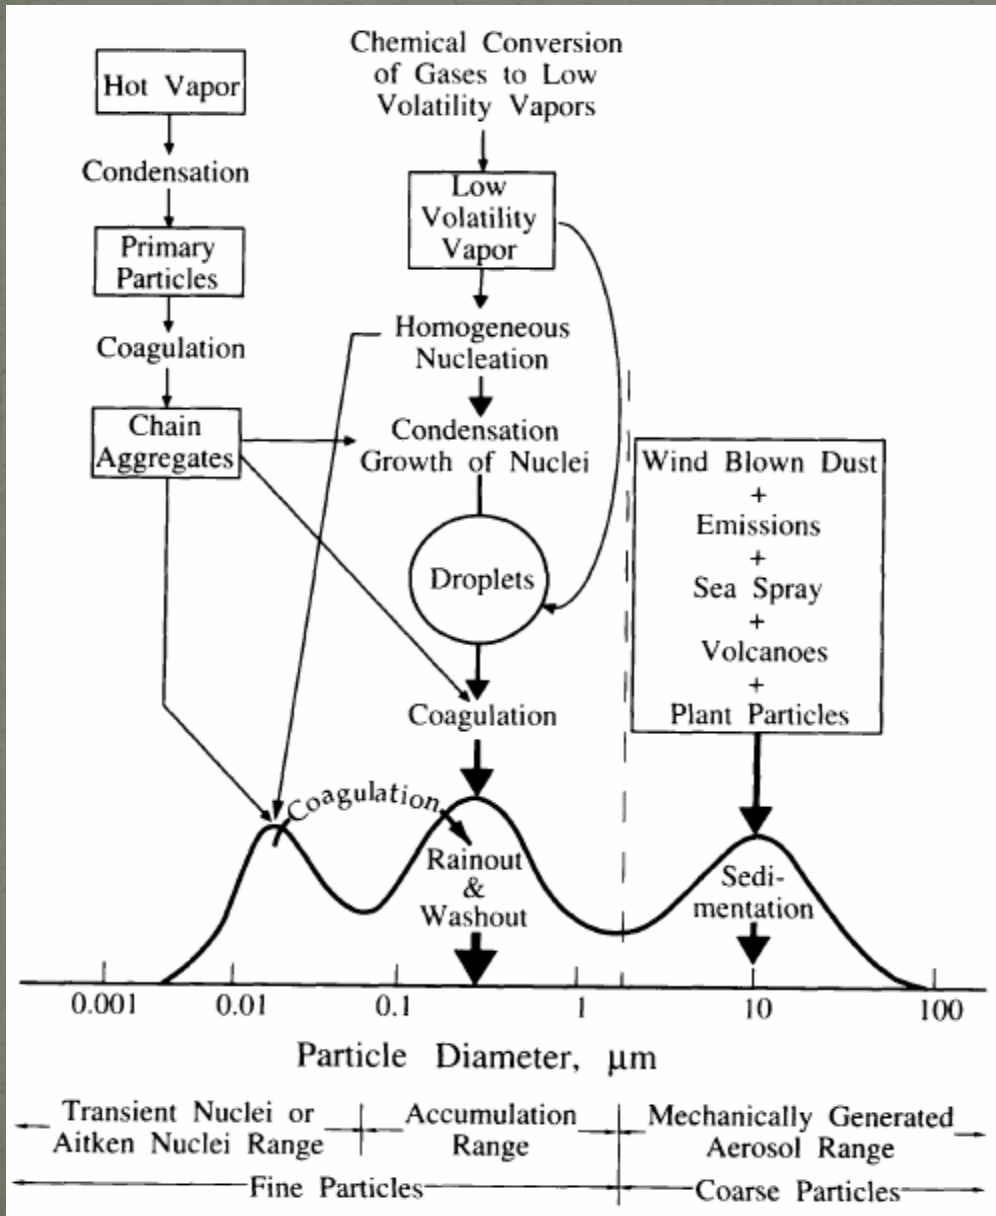 Hot Vapor
Condensation
Primary
Particles
Coagulation
Chain
Aggregates
Chemical Conversion
of Gases to Low
Volatility Vapors
Low
Volatility
Vapor
Homogeneous
Nucleation
Condensation
Growth of Nuclei
Droplets
Coagulation
Wind Blown Dust
+
Emissions
+
Sea Spray
+
Volcanoes
+
Plant Particles
Coagulation
Rainout
&
Washout
Sedi-
mentation
0.001 0.01 0.1 1 10 100
Particle Diameter, μm
Transient Nuclei or
Aitken Nuclei Range
Accumulation
Range
Mechanically Generated
Aerosol Range
Fine Particles
Coarse Particles